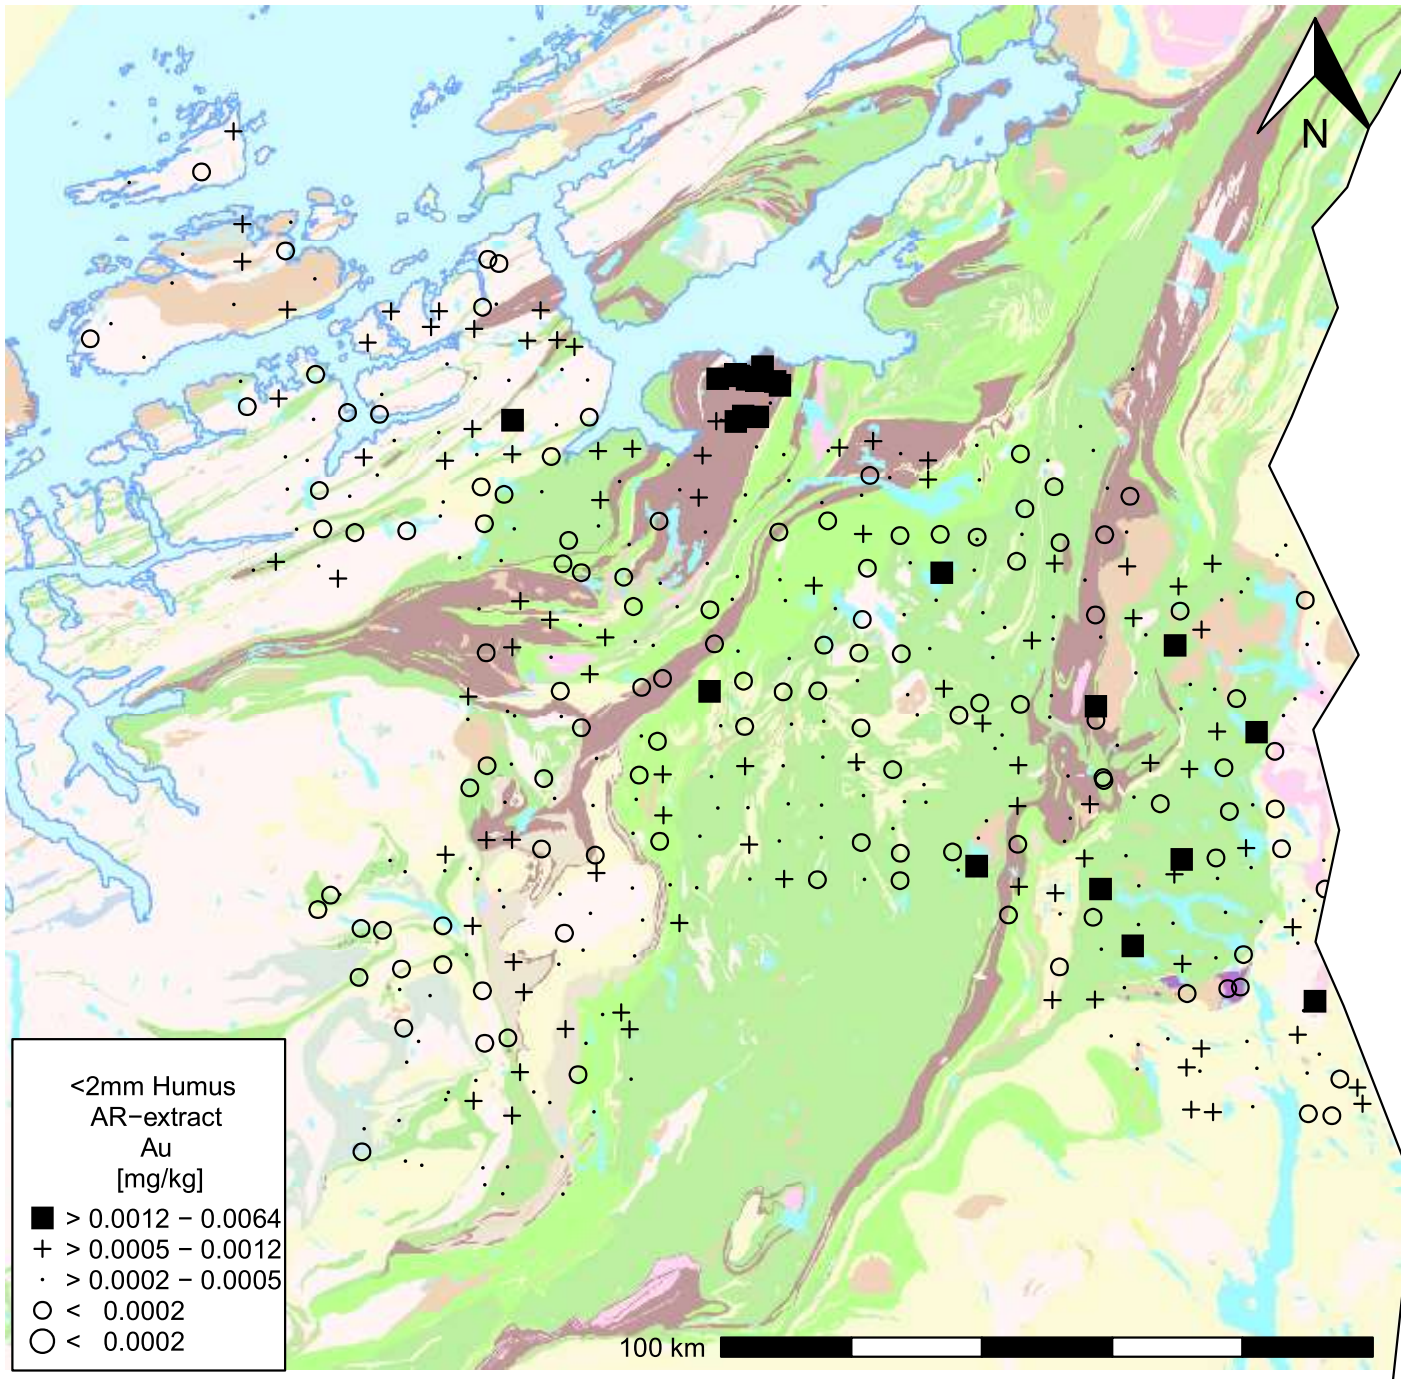 N
<2mm Humus
AR−extract
Au
[mg/kg]
> 0.0012 − 0.0064
> 0.0005 − 0.0012
> 0.0002 − 0.0005
< 0.0002
< 0.0002
100 km